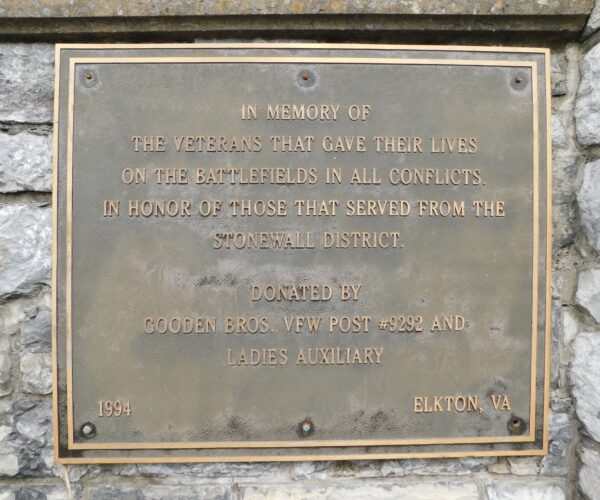 IN MEMORY OF
THE VETERANS THAT GAVE THEIR LIVES
ON THE BATTLEFIELDS IN ALL CONFLICTS.
IN HONOR OF THOSE THAT SERVED FROM THE
STONEWALL DISTRICT.
DONATED BY
GOODEN BROS. VFW POST #9292 AND
LADIES AUXILIARY
1994 ELKTON, VA